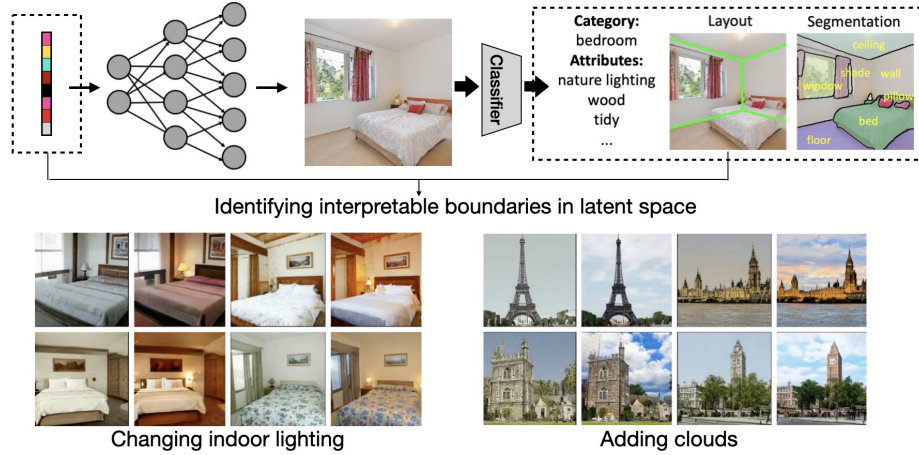 Category:
bedroom
Attributes:
nature lighting
wood
tidy
...
Classifier
Layout
Segmentation
celling
shade
wall
window
pillow
bed
floor
Identifying interpretable boundaries in latent space
Changing indoor lighting
Adding clouds